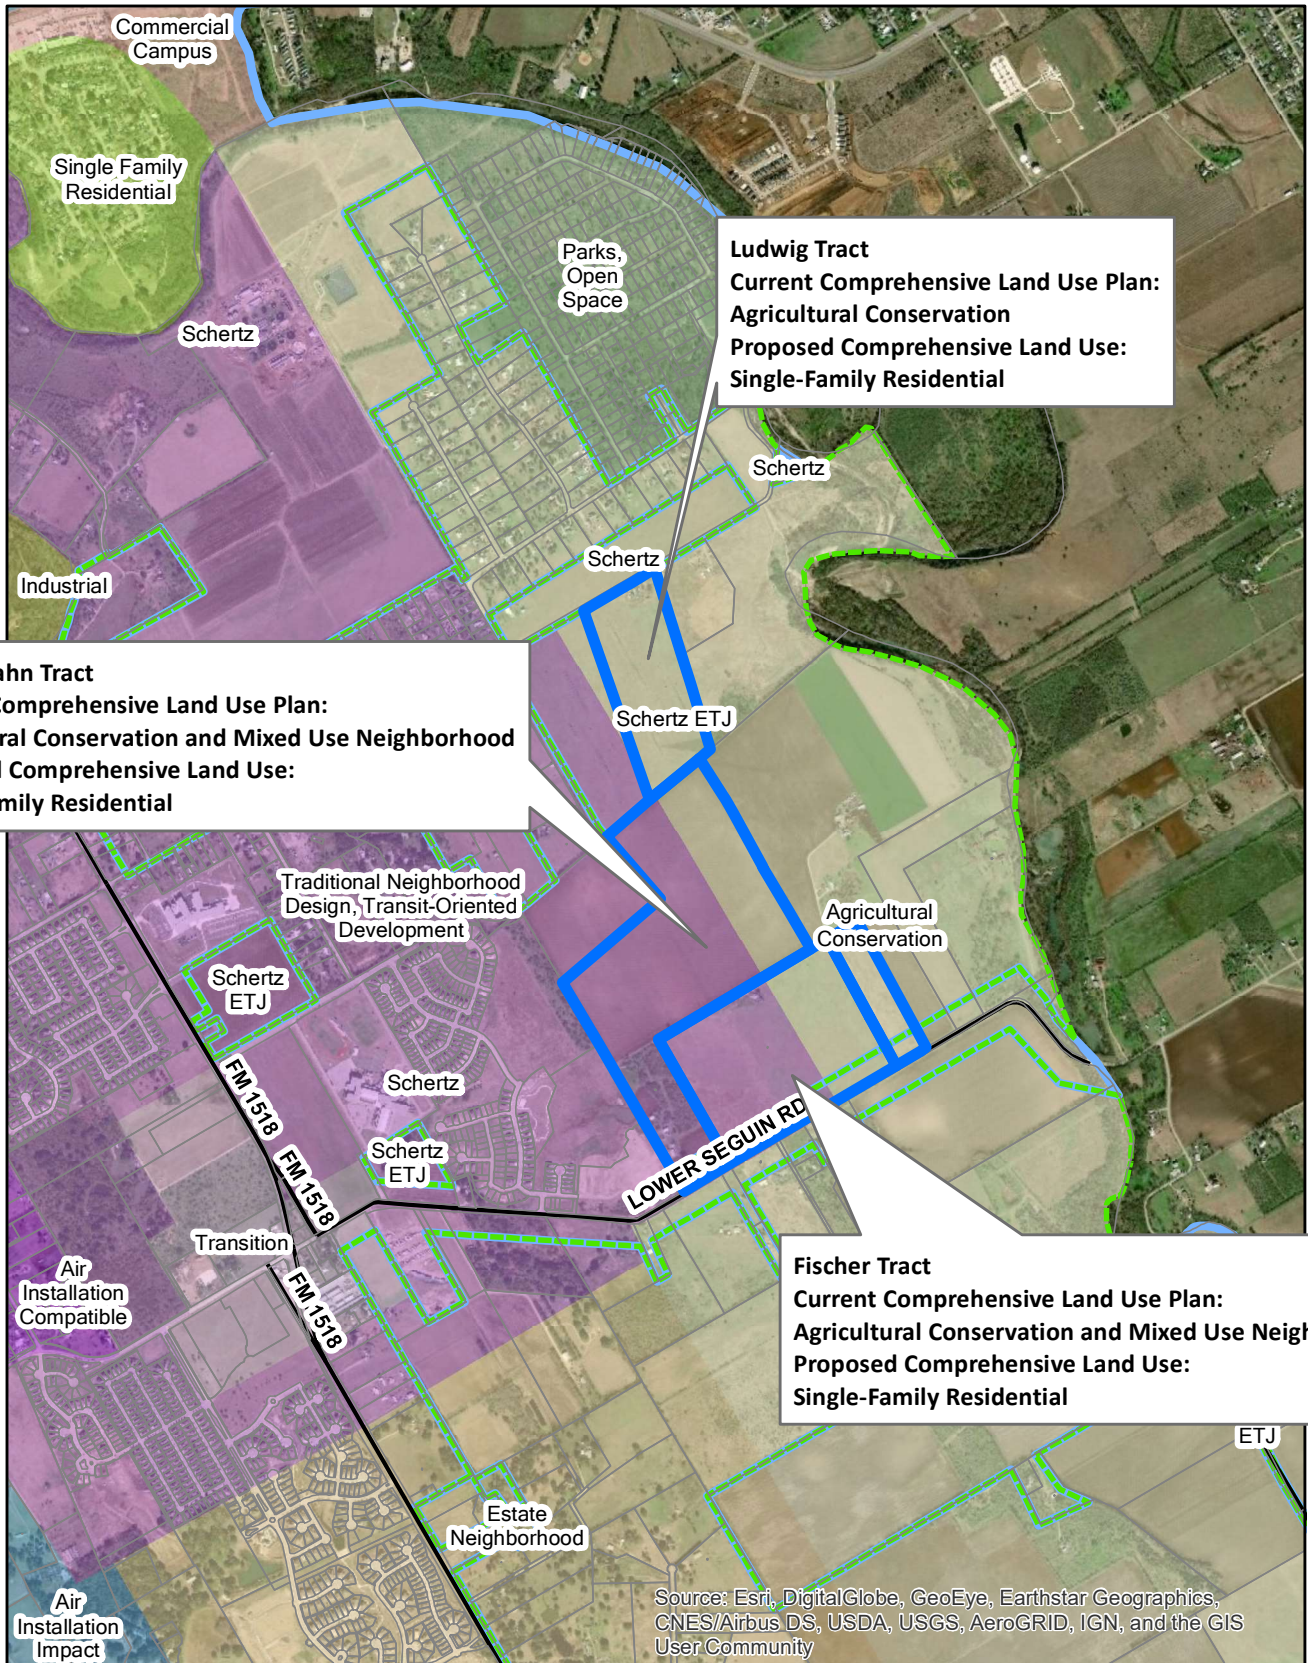 Commercial
Campus
Single Family
Residential
Parks,
Open
Space
Ludwig Tract
Current Comprehensive Land Use Plan:
Agricultural Conservation
Proposed Comprehensive Land Use:
Single-Family Residential
Schertz
Schertz
Schertz
Industrial
ahn Tract
Comprehensive Land Use Plan:
ral Conservation and Mixed Use Neighborhood
d Comprehensive Land Use:
mily Residential
Schertz ETJ
Traditional Neighborhood
Design, Transit-Oriented
Development
Agricultural
Conservation
Schertz
ETJ
Schertz
FM 1518
Schertz
ETJ
FM 1518
LOWER SEGUIN RD
Transition
Air
Installation
Compatible
FM 1518
Fischer Tract
Current Comprehensive Land Use Plan:
Agricultural Conservation and Mixed Use Neigh
Proposed Comprehensive Land Use:
Single-Family Residential
ETJ
Estate
Neighborhood
Air
Installation
Impact
Source: Esri, DigitalGlobe, GeoEye, Earthstar Geographics,
CNES/Airbus DS, USDA, USGS, AeroGRID, IGN, and the GIS
User Community